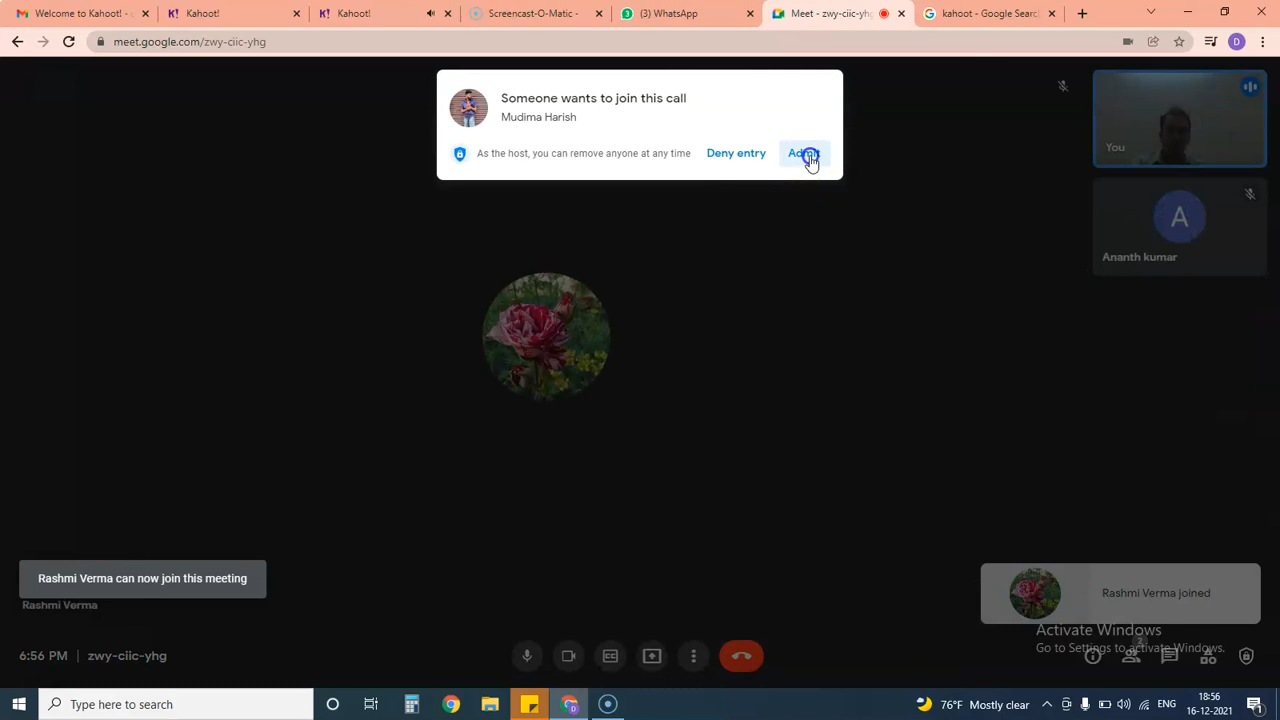 Welcome to Kahoot! -
Kahoot!
Kahoot!
Screencast-O-Matic -
(3) WhatsApp
Meet - zwy-ciic-yhg
kahoot - Google Searc
meet.google.com/zwy-ciic-yhg
D
Someone wants to join this call
Mudima Harish
As the host, you can remove anyone at any time
Deny entry
Admit
You
A
Ananth kumar
Rashmi Verma can now join this meeting
Rashmi Verma
Rashmi Verma joined
Activate Windows
Go to Settings to activate Windows.
6:56 PM | zwy-ciic-yhg
2
Type here to search
76°F Mostly clear
ENG
18:56
16-12-2021